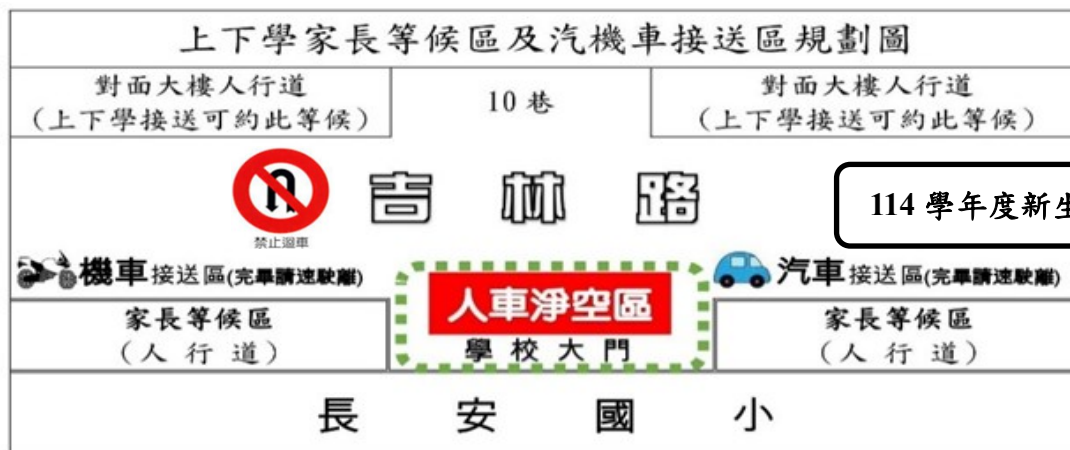 上下學家長等候區及汽機車接送區規劃圖
對面大樓人行道
(上下學接送可約此等候)
10 巷
對面大樓人行道
(上下學接送可約此等候)
吉林路
禁止迴車
114 學年度新生
機車接送區(完畢請速駛離)
汽車接送區(完畢請速駛離)
人車淨空區
學校大門
家長等候區
(人行道)
家長等候區
(人行道)
長安國小